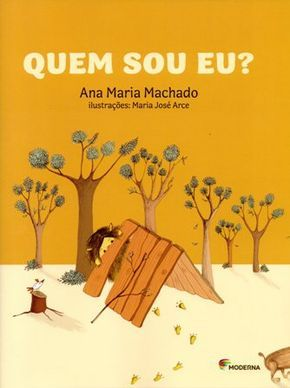 QUEM SOU EU?
Ana Maria Machado
ilustrações: Maria José Arce
MODERNA